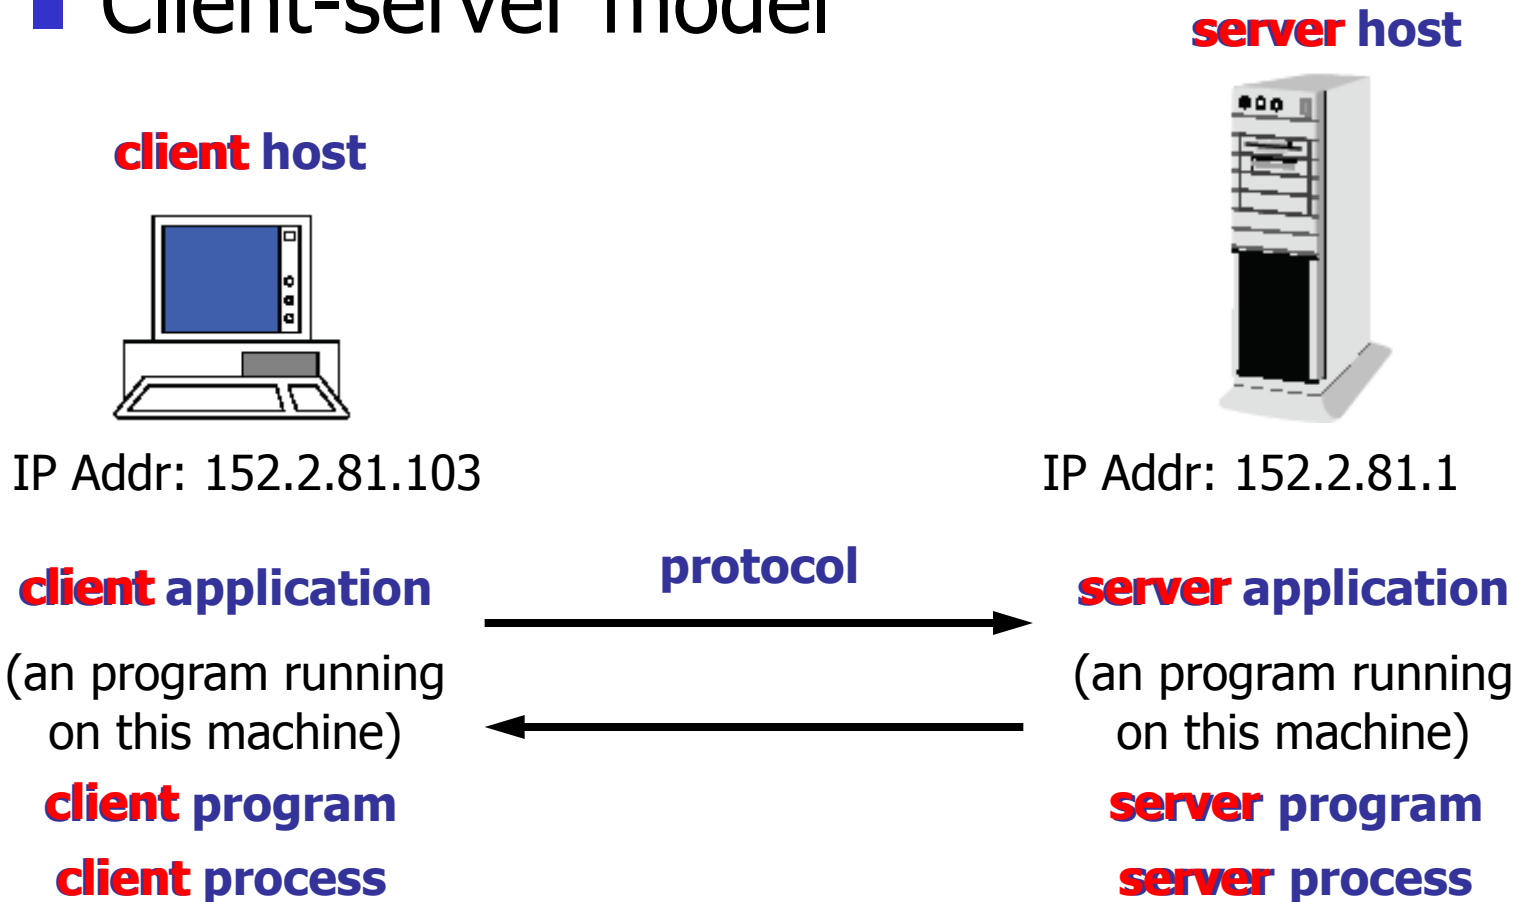 Client-server model
server host
client host
IP Addr: 152.2.81.103
IP Addr: 152.2.81.1
client application
protocol
server application
(an program running
on this machine)
(an program running
on this machine)
client program
server program
client process
server process